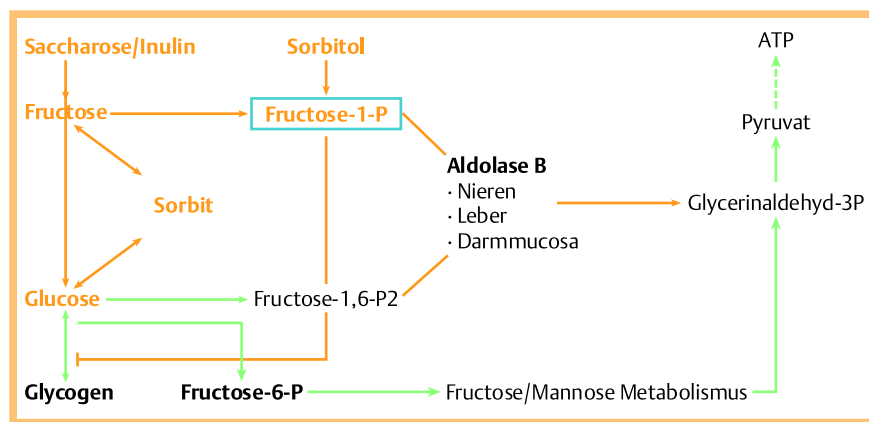 Saccharose/Inulin
Sorbitol
ATP
Fructose
Fructose-1-P
Pyruvat
Aldolase B
· Nieren
· Leber
· Darmmucosa
Sorbit
Glycerinaldehyd-3P
Glucose
Fructose-1,6-P2
Glycogen
Fructose-6-P
Fructose/Mannose Metabolismus